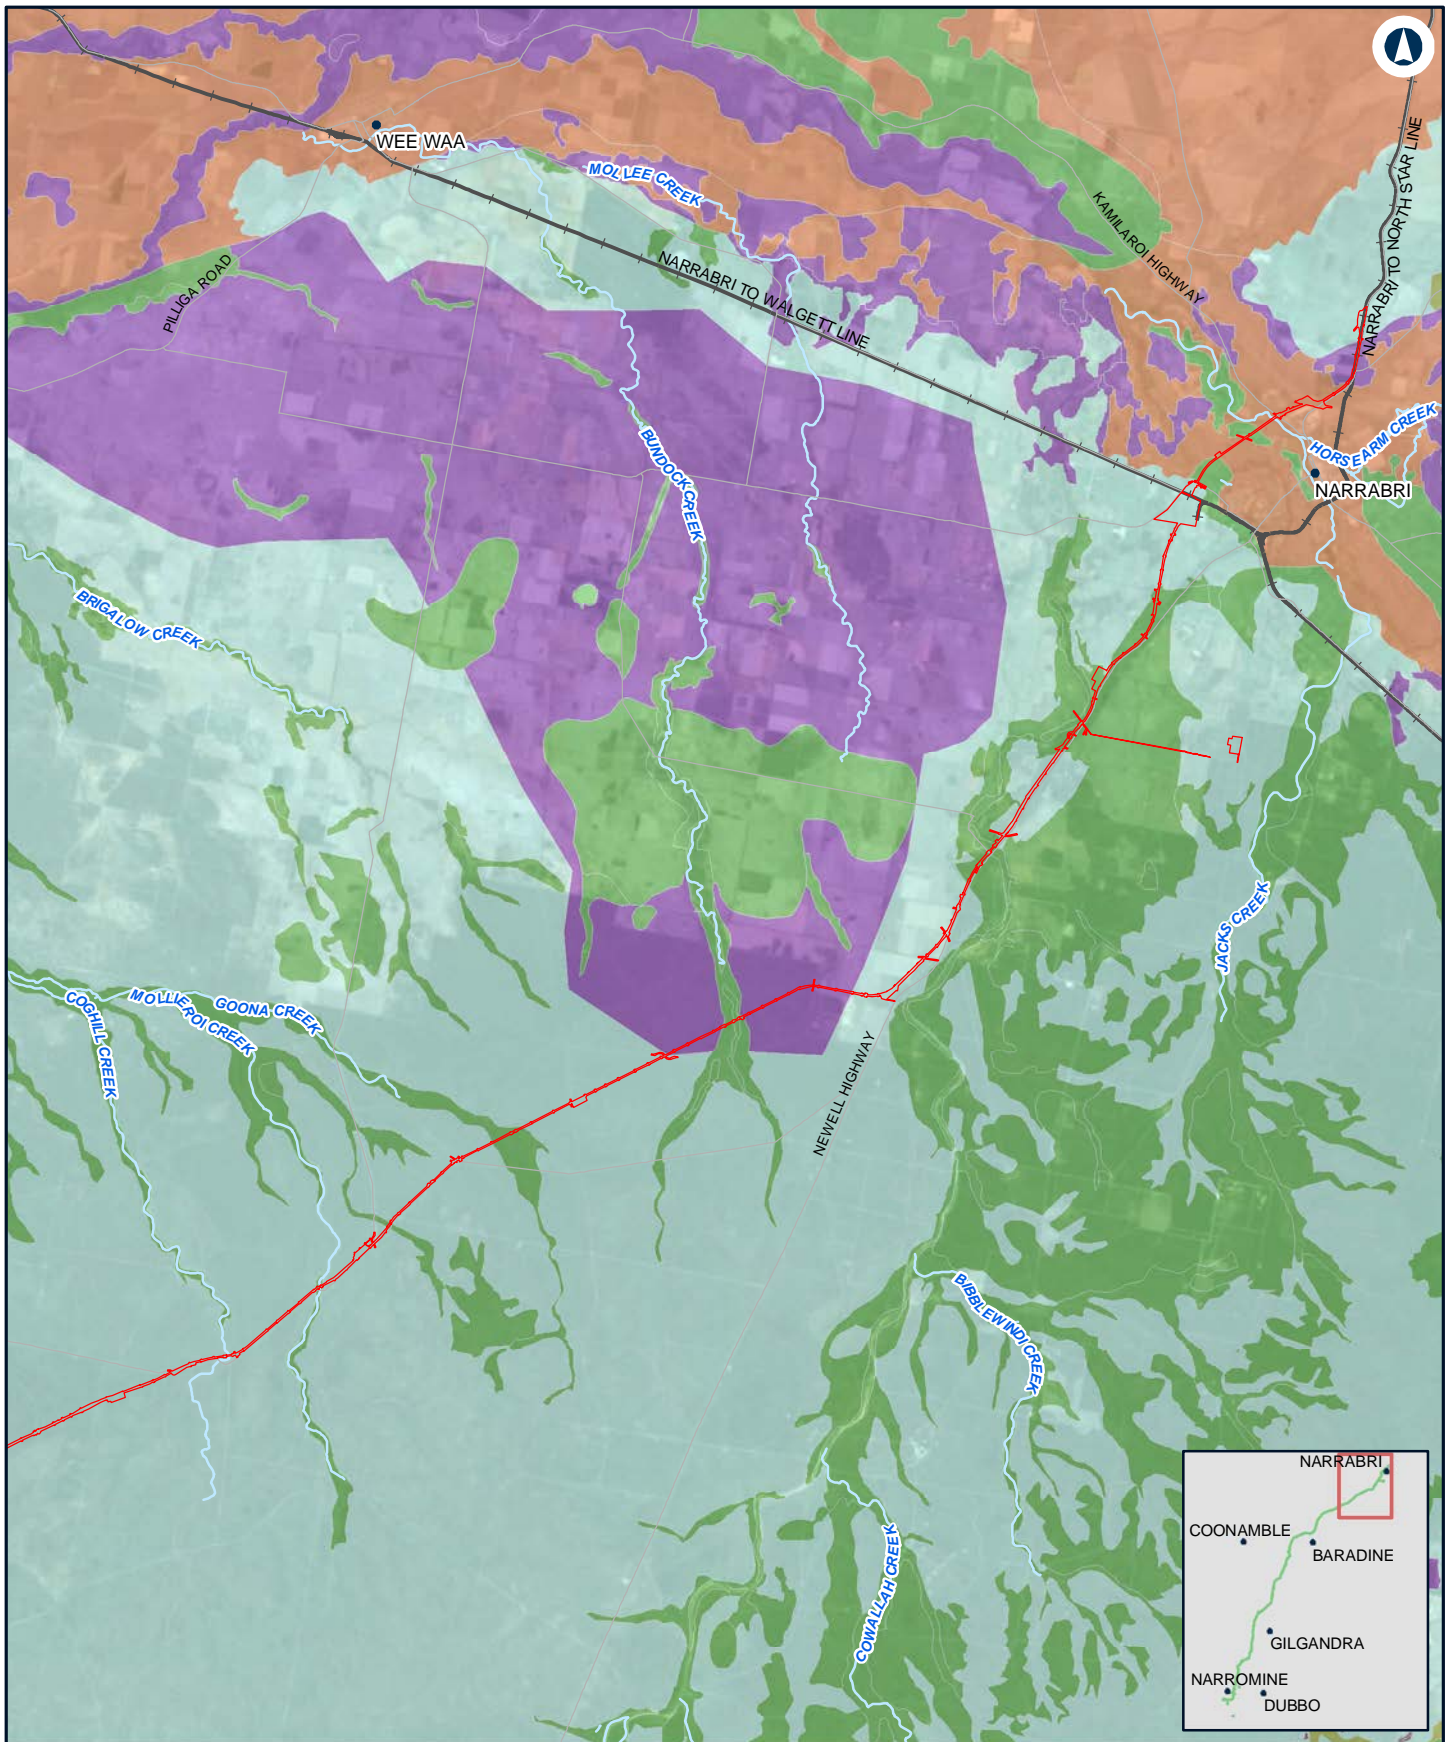 WEE WAA
MOLLEE CREEK
KAMILAROI HIGHWAY
NARRABRI TO NORTH STAR LINE
PILLIGA ROAD
NARRABRI TO WALGETT LINE
HORSEARM CREEK
NARRABRI
BUNDOCK CREEK
BRIGALOW CREEK
JACKS CREEK
COGHILL CREEK
MOLLIEROI CREEK
GOONA CREEK
NEWELL HIGHWAY
BIBBLEWINDI CREEK
COWALLAH CREEK
NARRABRI
COONAMBLE
BARADINE
GILGANDRA
NARROMINE
DUBBO